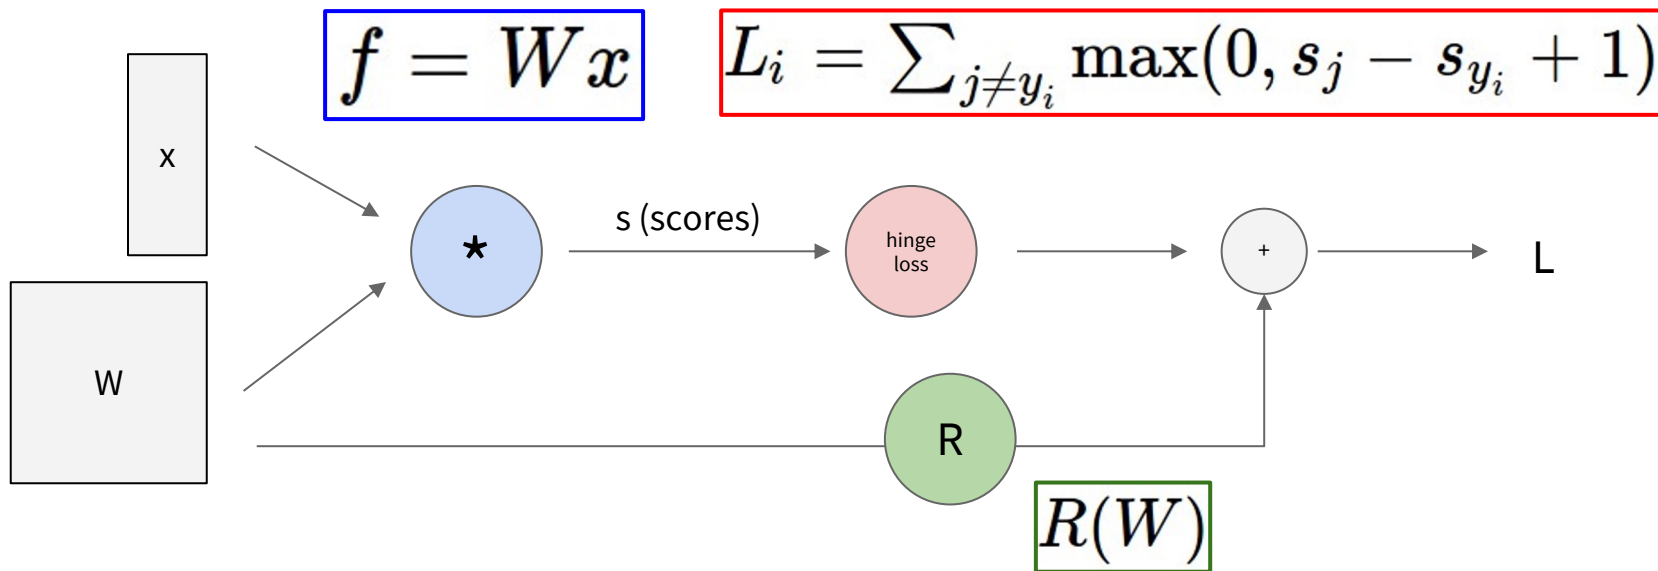 f = Wx
L_i = ∑_{j≠y_i} max(0, s_j − s_{y_i} + 1)
x
*
s (scores)
hinge
loss
+
L
W
R
R(W)